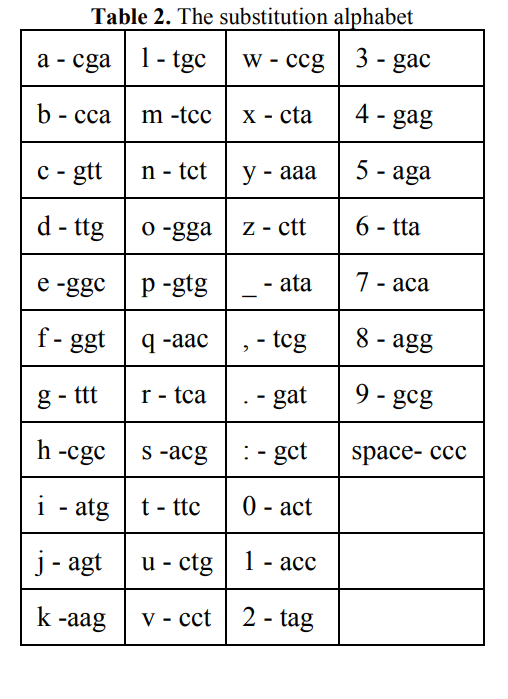 Table 2. The substitution alphabet
a - cga l - tgc w - ccg 3 - gac
b - cca m -tcc x - cta 4 - gag
c - gtt n - tct y - aaa 5 - aga
d - ttg o -gga z - ctt 6 - tta
e -ggc p -gtg _ - ata 7 - aca
f - ggt q -aac , - tcg 8 - agg
g - ttt r - tca . - gat 9 - gcg
h -cgc s -acg : - gct space- ccc
i - atg t - ttc 0 - act
j - agt u - ctg 1 - acc
k -aag v - cct 2 - tag